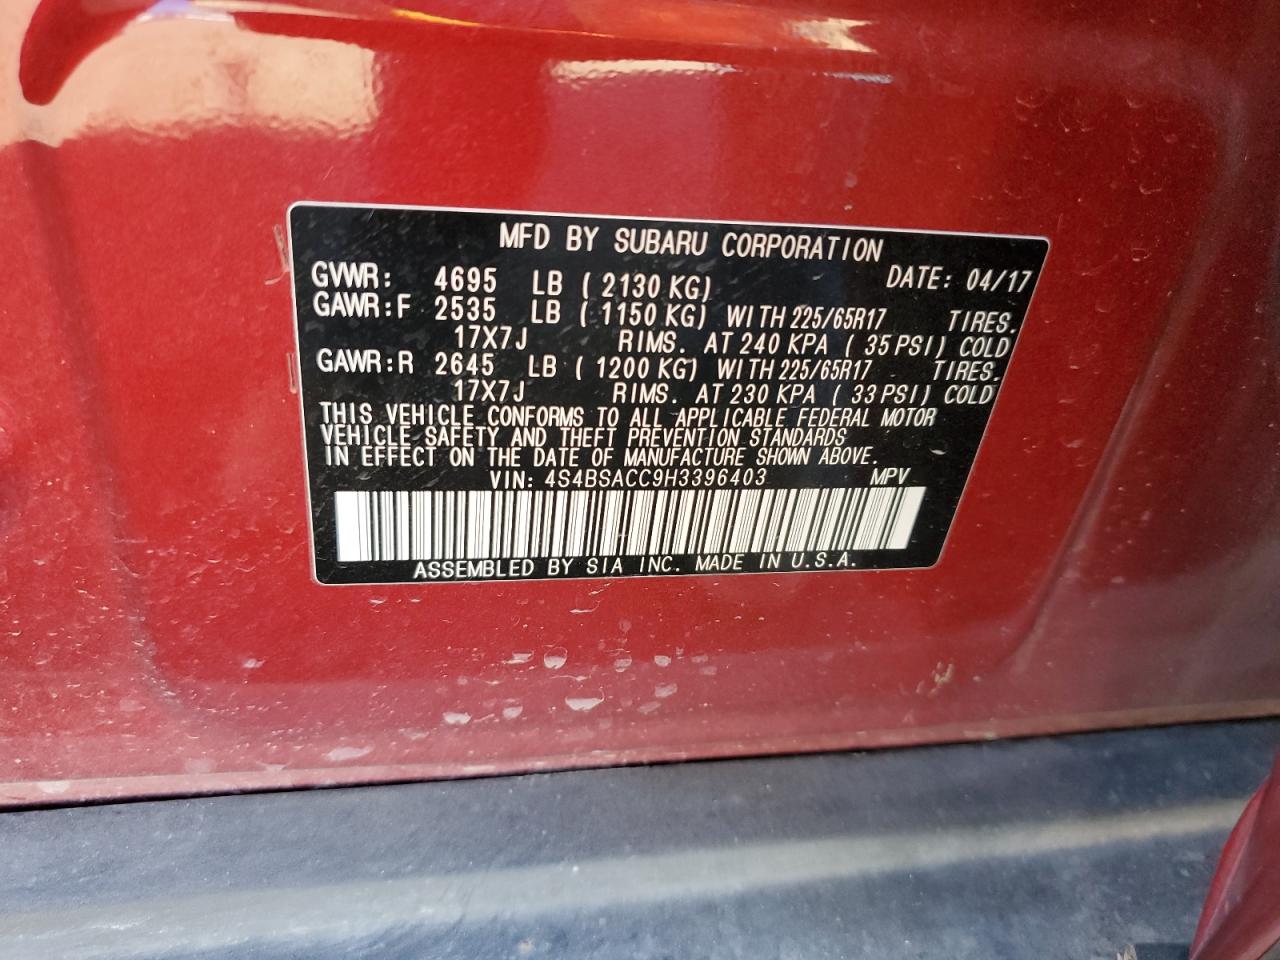 MFD BY SUBARU CORPORATION
GVWR: 4695 LB ( 2130 KG) DATE: 04/17
GAWR:F 2535 LB ( 1150 KG) WITH 225/65R17 TIRES.
17X7J RIMS. AT 240 KPA ( 35 PSI) COLD
GAWR:R 2645 LB ( 1200 KG) WITH 225/65R17 TIRES.
17X7J RIMS. AT 230 KPA ( 33 PSI) COLD
THIS VEHICLE CONFORMS TO ALL APPLICABLE FEDERAL MOTOR
VEHICLE SAFETY AND THEFT PREVENTION STANDARDS
IN EFFECT ON THE DATE OF MANUFACTURE SHOWN ABOVE.
VIN: 4S4BSACC9H3396403 MPV
ASSEMBLED BY SIA INC. MADE IN U.S.A.